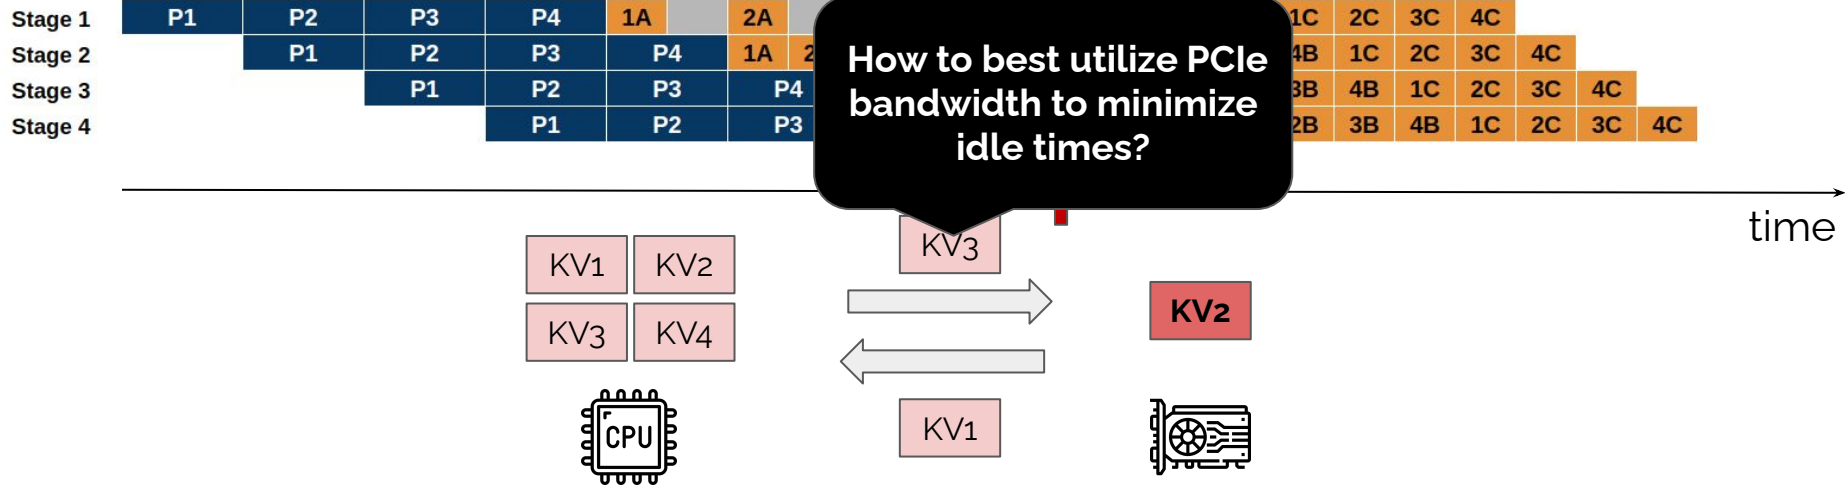 Stage 1 P1 P2 P3 P4 1A 2A 1C 2C 3C 4C
Stage 2 P1 P2 P3 P4 1A 2 4B 1C 2C 3C 4C
Stage 3 P1 P2 P3 P4 3B 4B 1C 2C 3C 4C
Stage 4 P1 P2 P3 2B 3B 4B 1C 2C 3C 4C
How to best utilize PCIe
bandwidth to minimize
idle times?
time
KV1 KV2
KV3 KV4
KV3
KV2
KV1
CPU